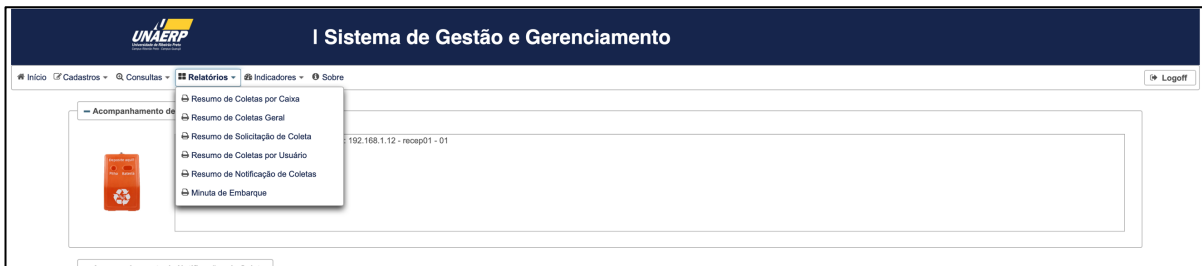 UNAERP
Universidade de Ribeirão Preto
| Sistema de Gestão e Gerenciamento
Início Cadastros Consultas Relatórios Indicadores Sobre Logoff
Resumo de Coletas por Caixa
Acompanhamento de
Resumo de Coletas Geral
Resumo de Solicitação de Coleta
: 192.168.1.12 - recep01 - 01
Resumo de Coletas por Usuário
Resumo de Notificação de Coletas
Minuta de Embarque